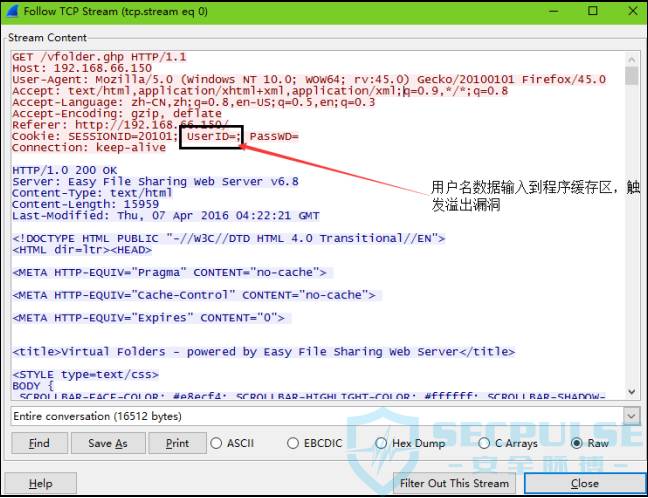 Follow TCP Stream (tcp.stream eq 0)
Stream Content
GET /vfolder.ghp HTTP/1.1
Host: 192.168.66.150
User-Agent: Mozilla/5.0 (Windows NT 10.0; WOW64; rv:45.0) Gecko/20100101 Firefox/45.0
Accept: text/html,application/xhtml+xml,application/xml;q=0.9,*/*;q=0.8
Accept-Language: zh-CN,zh;q=0.8,en-US;q=0.5,en;q=0.3
Accept-Encoding: gzip, deflate
Referer: http://192.168.66.150/
Cookie: SESSIONID=20101; UserID=; PassWD=
Connection: keep-alive
HTTP/1.0 200 OK
Server: Easy File Sharing Web Server v6.8
Content-Type: text/html
Content-Length: 15959
Last-Modified: Thu, 07 Apr 2016 04:22:21 GMT
用户名数据输入到程序缓存区，触
发溢出漏洞
<!DOCTYPE HTML PUBLIC "-//W3C//DTD HTML 4.0 Transitional//EN">
<HTML dir=ltr><HEAD>
<META HTTP-EQUIV="Pragma" CONTENT="no-cache">
<META HTTP-EQUIV="Cache-Control" CONTENT="no-cache">
<META HTTP-EQUIV="Expires" CONTENT="0">
<title>Virtual Folders - powered by Easy File Sharing Web Server</title>
<STYLE type=text/css>
BODY {
SCROLLBAR-FACE-COLOR: #e8ecf4; SCROLLBAR-HIGHLIGHT-COLOR: #ffffff; SCROLLBAR-SHADOW-
Entire conversation (16512 bytes)
Find Save As Print ASCII EBCDIC Hex Dump C Arrays Raw
SECPULSE
安全脉搏
Help Filter Out This Stream Close